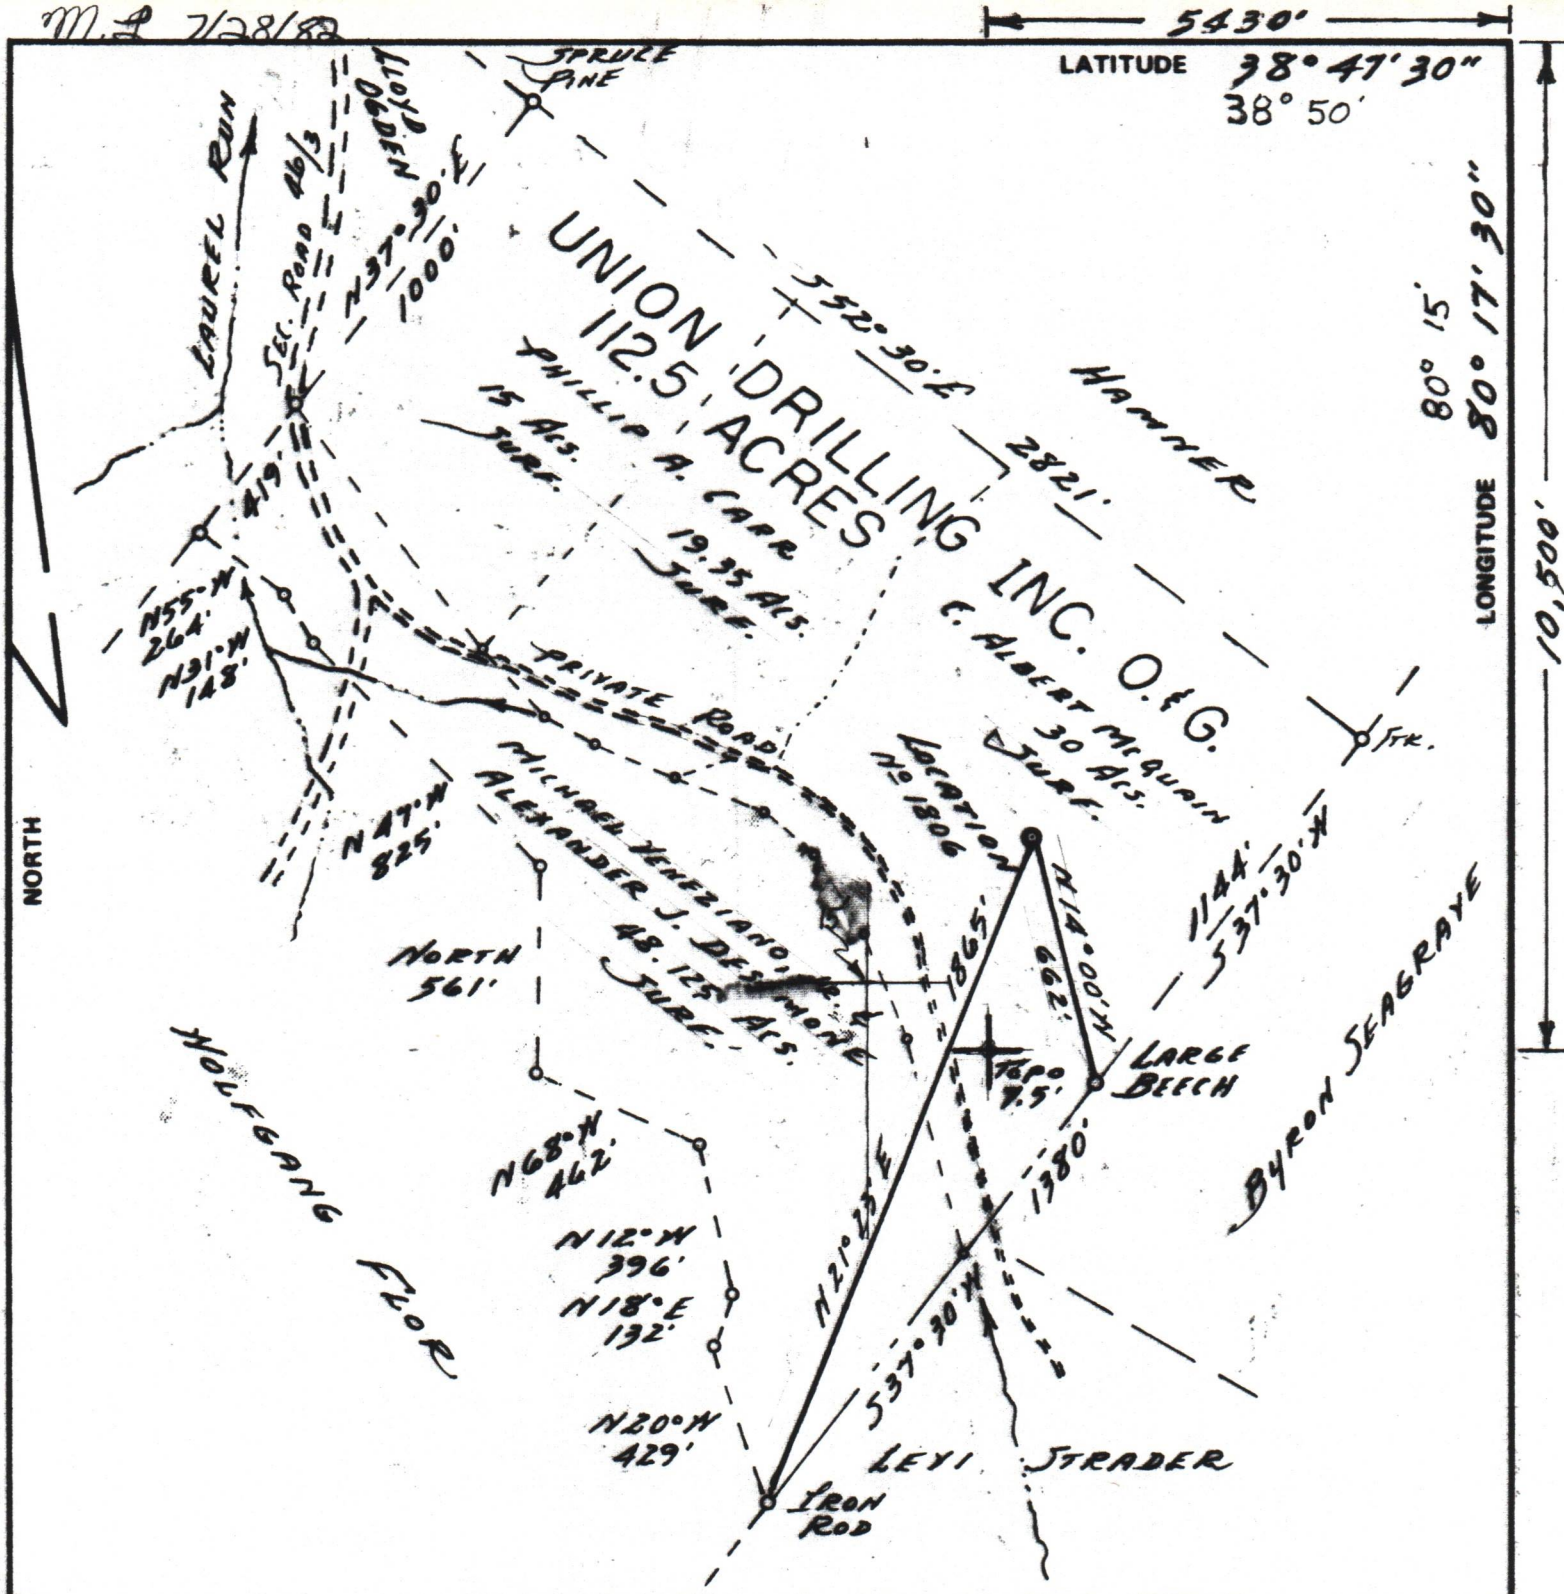 7/28/82
5430'
LATITUDE 38° 47' 30"
38° 50'
SPRUCE
PINE
LLOYD
OGDEN
LAUREL RUN
SEC. ROAD 46/3
N37° 30' E
1000'
80° 15'
LONGITUDE 80° 17' 30"
10,500'
UNION DRILLING INC. O. & G.
112.5 ACRES
S52° 30' E
2821'
HAMNER
PHILLIP A. CARR
15 ACS.
SURF.
19.35 ACS.
SURF.
419'
N55° W
264'
N31° W
148'
PRIVATE ROAD
C. ALBERT McQUAIN
30 ACS.
SURF.
STK.
LOCATION
No 1806
NORTH
N 47° W
825'
MICHAEL VENEZIANO, JR. &
ALEXANDER J. DESIMONE
48.125 ACS.
SURF.
1144'
S37° 30' W
N14° 00' W
662'
1865'
N21° 23' E
NORTH
561'
BYRON SEAGRAVE
TOPO
7.5'
LARGE
BEECH
WOLFGANG FLOR
N68° W
462'
1380'
S37° 30' W
N12° W
396'
N18° E
132'
N20° W
429'
LEVI STRADER
IRON
ROD